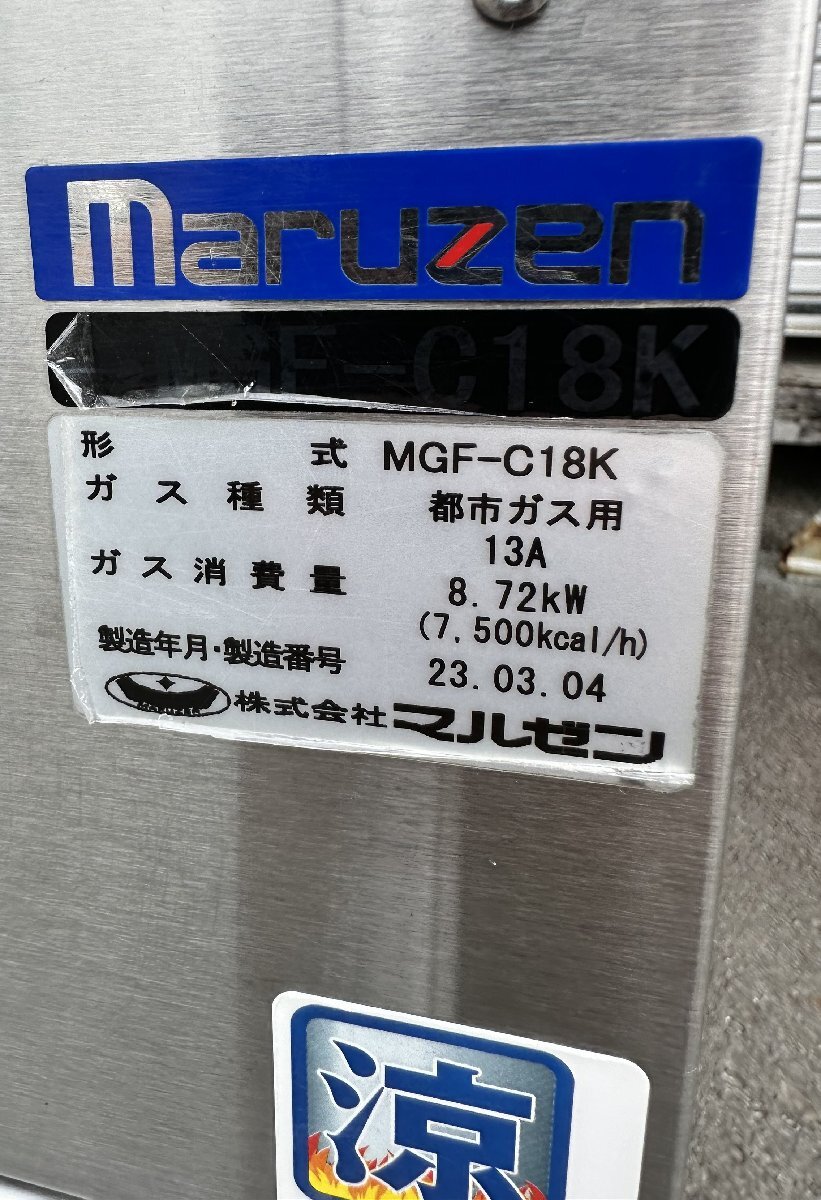 maruzen
MGF-C18K
形式 MGF-C18K
ガス種類 都市ガス用
13A
ガス消費量 8.72kW
(7,500kcal/h)
製造年月・製造番号 23.03.04
MARUZEN 株式会社マルゼン
涼